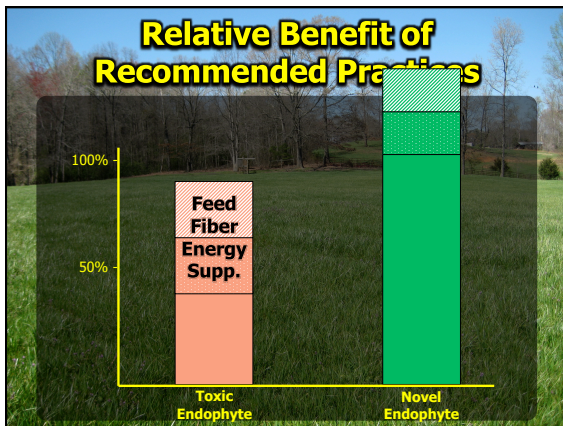 Relative Benefit of
Recommended Practices
100%
50%
Feed
Fiber
Energy
Supp.
Toxic
Endophyte
Novel
Endophyte